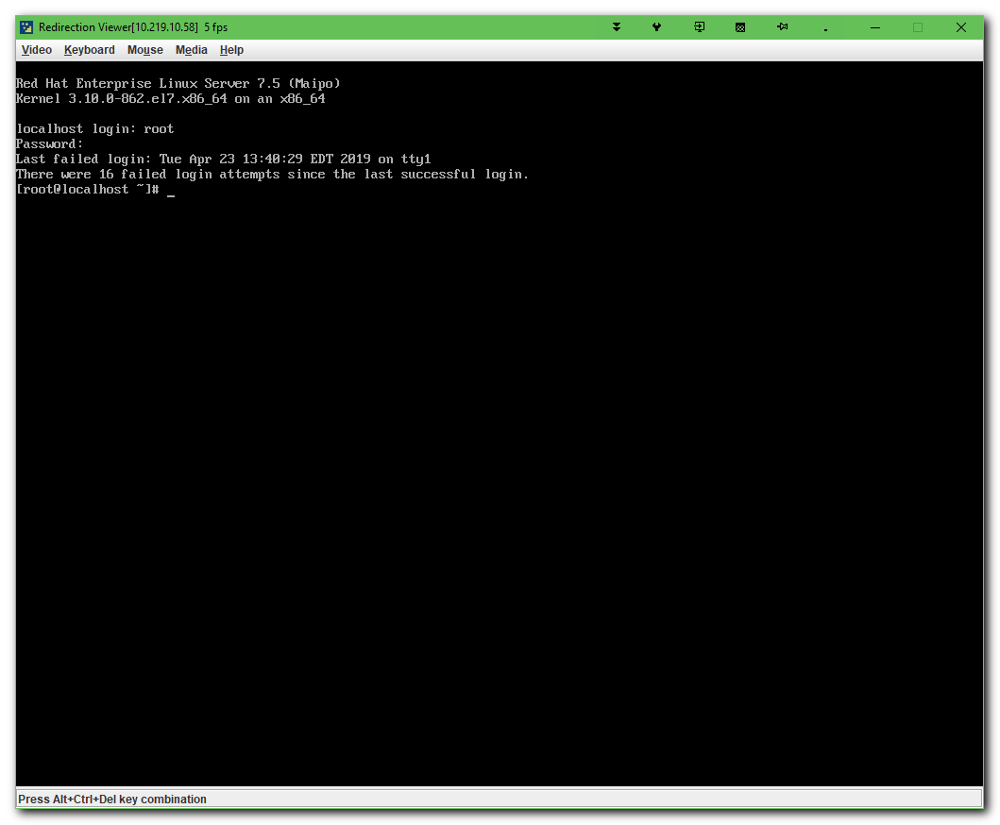 Redirection Viewer[10.219.10.58] 5 fps
Video Keyboard Mouse Media Help
Red Hat Enterprise Linux Server 7.5 (Maipo)
Kernel 3.10.0-862.el7.x86_64 on an x86_64
localhost login: root
Password:
Last failed login: Tue Apr 23 13:40:29 EDT 2019 on tty1
There were 16 failed login attempts since the last successful login.
[root@localhost ~]# _
Press Alt+Ctrl+Del key combination